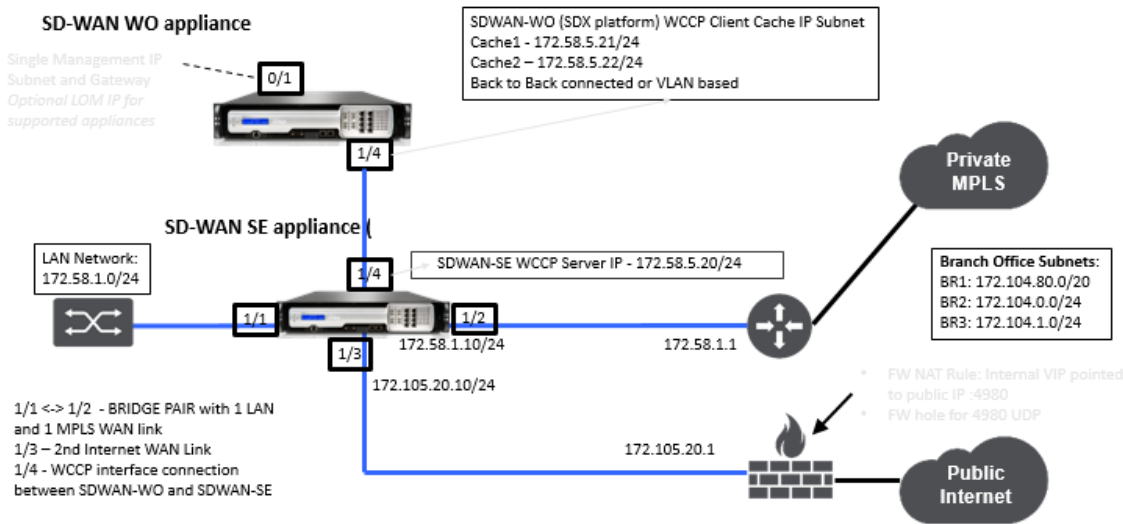 SD-WAN WO appliance
Single Management IP
Subnet and Gateway
Optional LOM IP for
supported appliances
0/1
SDWAN-WO (SDX platform) WCCP Client Cache IP Subnet
Cache1 - 172.58.5.21/24
Cache2 – 172.58.5.22/24
Back to Back connected or VLAN based
1/4
Private
MPLS
SD-WAN SE appliance (
LAN Network:
172.58.1.0/24
1/4
SDWAN-SE WCCP Server IP - 172.58.5.20/24
Branch Office Subnets:
BR1: 172.104.80.0/20
BR2: 172.104.0.0/24
BR3: 172.104.1.0/24
1/1
1/2
172.58.1.10/24
172.58.1.1
1/3
172.105.20.10/24
• FW NAT Rule: Internal VIP pointed
to public IP :4980
• FW hole for 4980 UDP
1/1 <-> 1/2 - BRIDGE PAIR with 1 LAN
and 1 MPLS WAN link
1/3 – 2nd Internet WAN Link
1/4 - WCCP interface connection
between SDWAN-WO and SDWAN-SE
172.105.20.1
Public
Internet